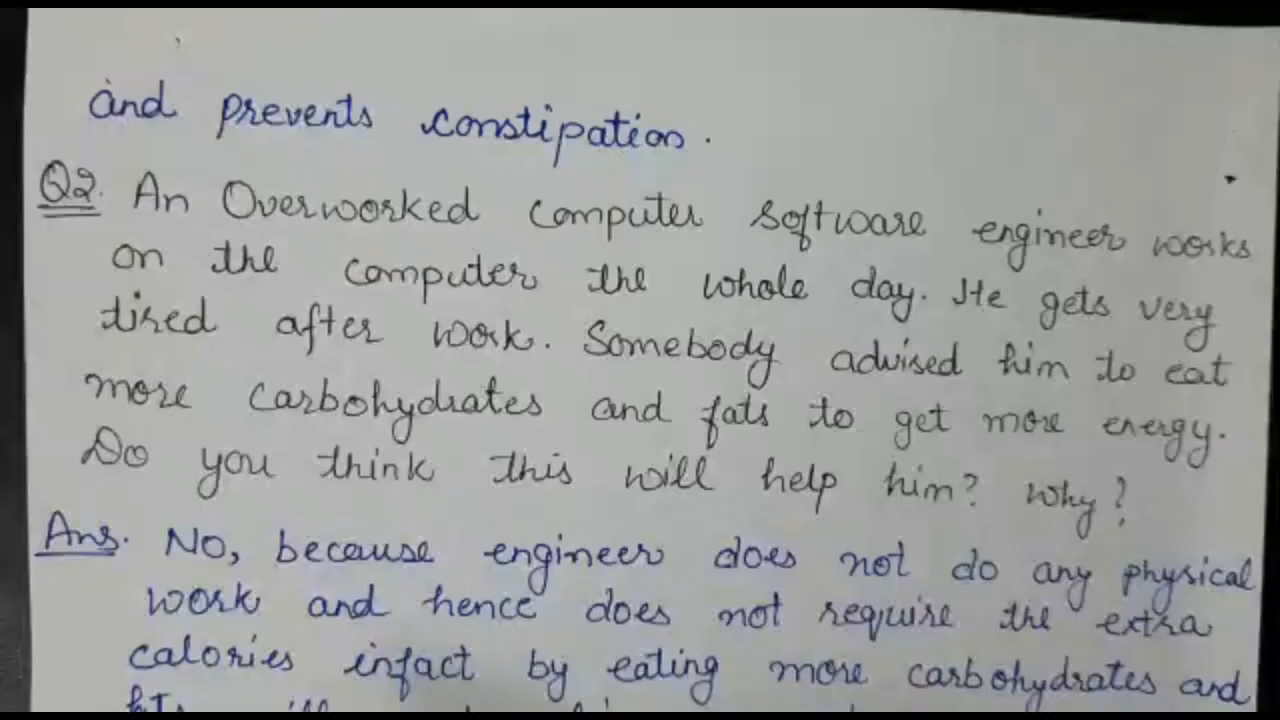 and prevents constipation.
Q2. An Overworked computer software engineer works
on the computer the whole day. He gets very
tired after work. Somebody advised him to eat
more carbohydrates and fats to get more energy.
Do you think this will help him? Why?
Ans. No, because engineer does not do any physical
work and hence does not require the extra
calories infact by eating more carbohydrates and